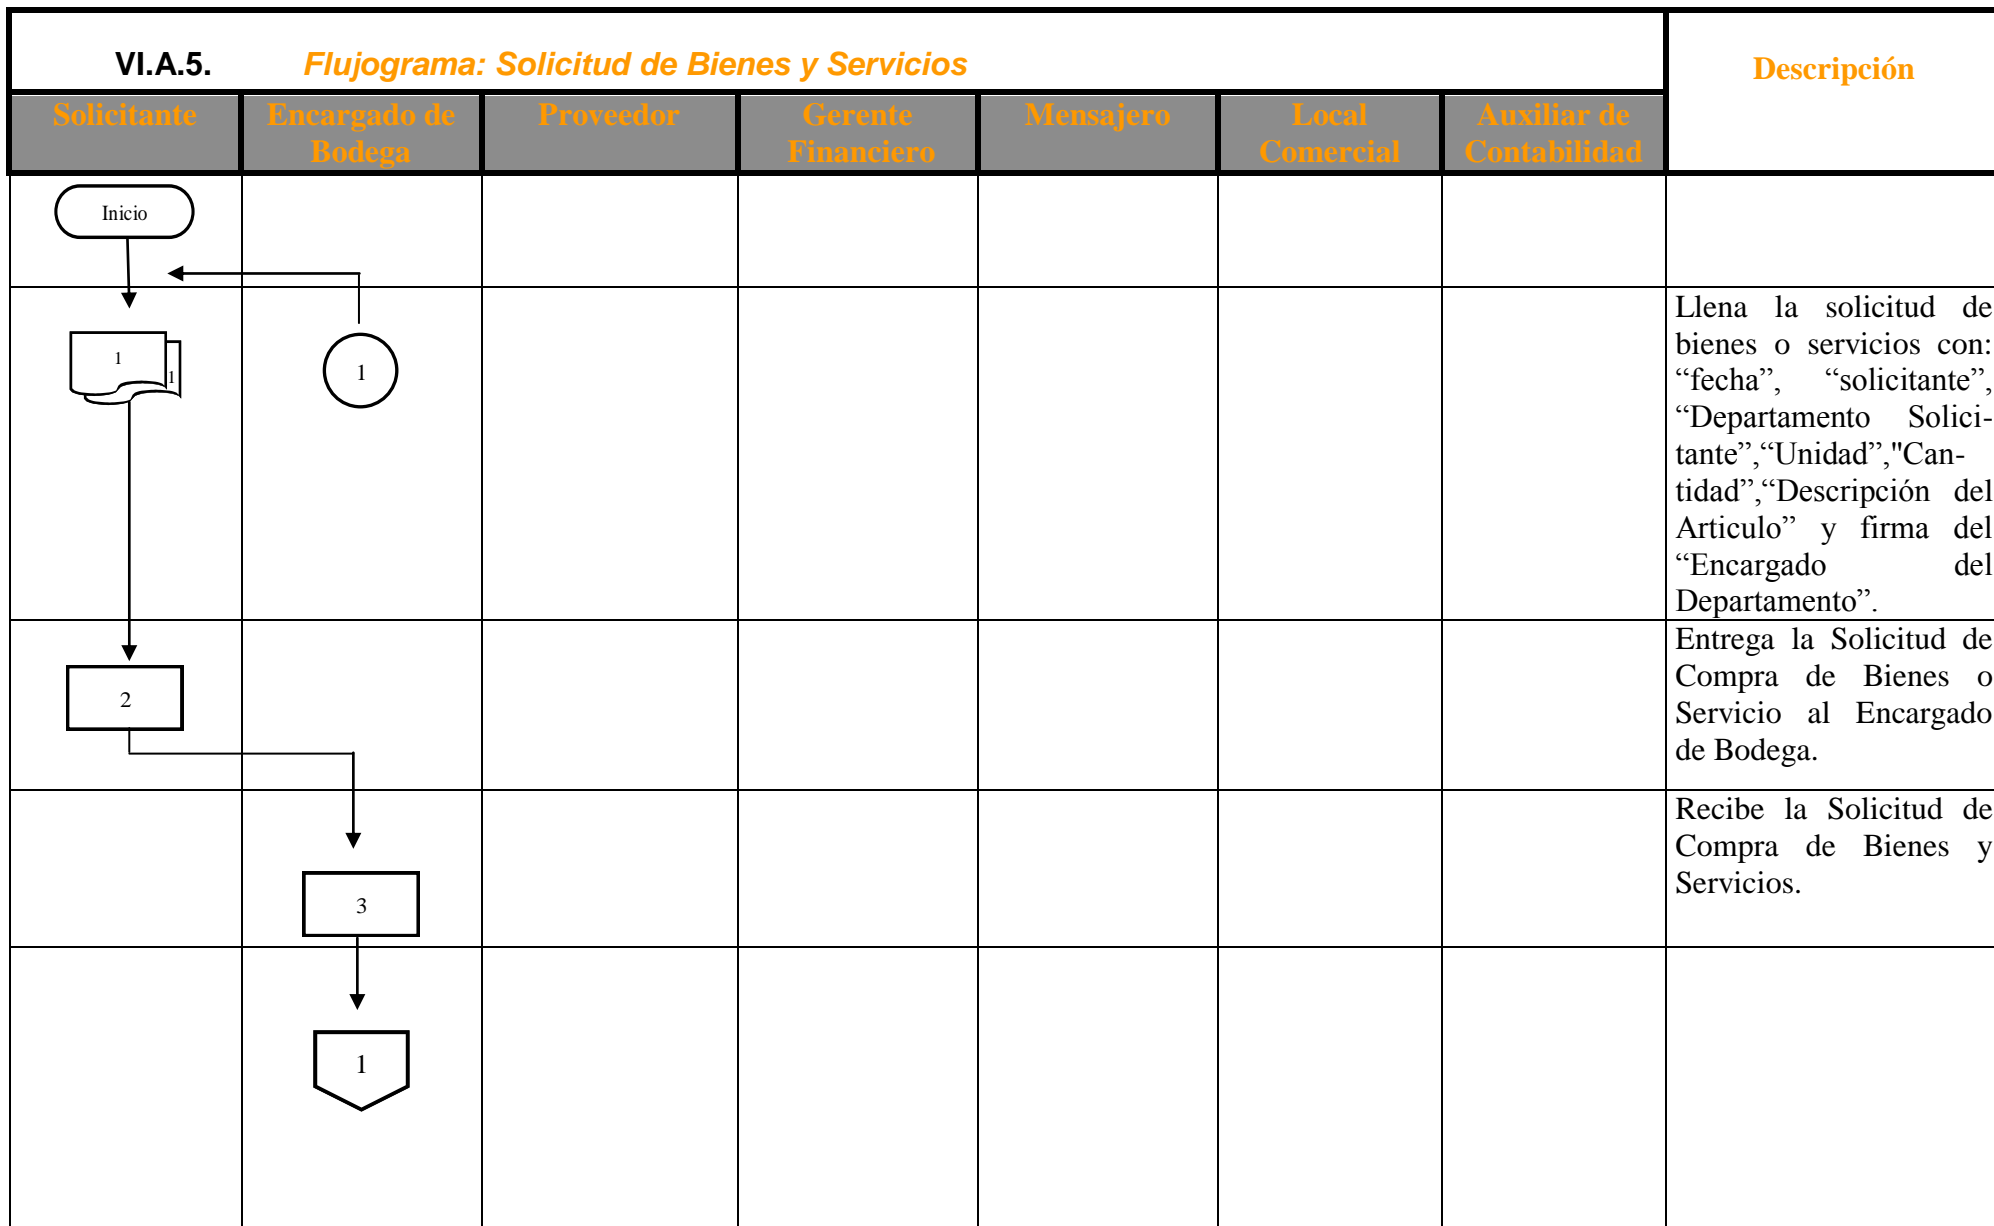 VI.A.5. Flujograma: Solicitud de Bienes y Servicios
Descripción
Solicitante
Encargado de
Bodega
Proveedor
Gerente
Financiero
Mensajero
Local
Comercial
Auxiliar de
Contabilidad
Inicio
1
1
1
Llena la solicitud de
bienes o servicios con:
“fecha”, “solicitante”,
“Departamento Solici-
tante”,“Unidad”,"Can-
tidad”,“Descripción del
Articulo” y firma del
“Encargado del
Departamento”.
2
Entrega la Solicitud de
Compra de Bienes o
Servicio al Encargado
de Bodega.
3
Recibe la Solicitud de
Compra de Bienes y
Servicios.
1